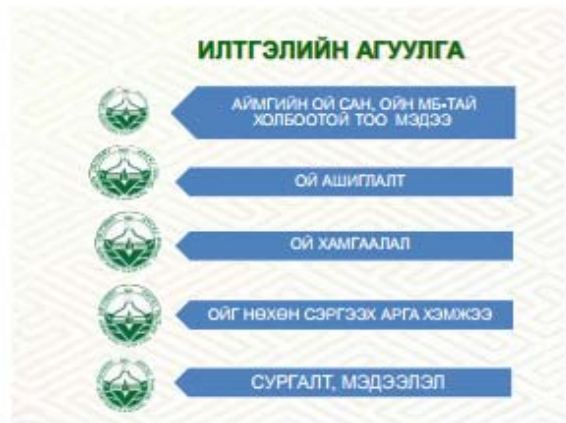 ИЛТГЭЛИЙН АГУУЛГА
АЙМГИЙН ОЙ САН, ОЙН МБ-ТАЙ
ХОЛБООТОЙ ТОО МЭДЭЭ
ОЙ АШИГЛАЛТ
ОЙ ХАМГААЛАЛ
ОЙГ НӨХӨН СЭРГЭЭХ АРГА ХЭМЖЭЭ
СУРГАЛТ, МЭДЭЭЛЭЛ